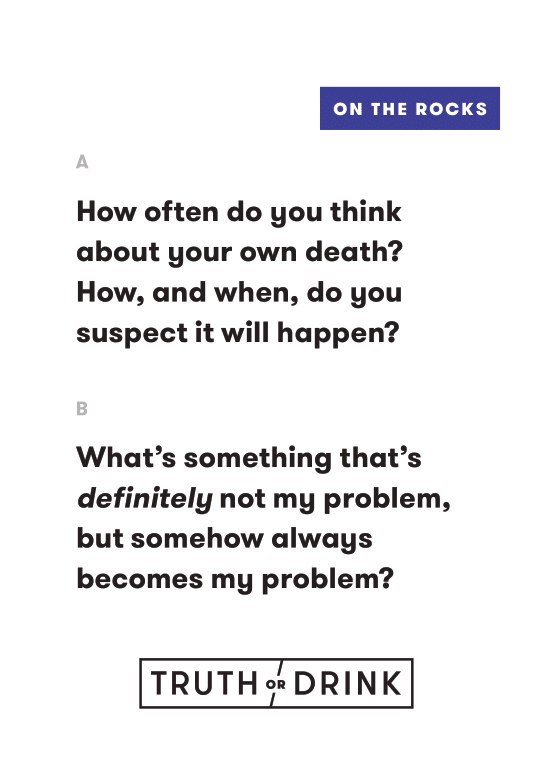 ON THE ROCKS
A
How often do you think
about your own death?
How, and when, do you
suspect it will happen?
B
What's something that's
definitely not my problem,
but somehow always
becomes my problem?
TRUTH OR DRINK